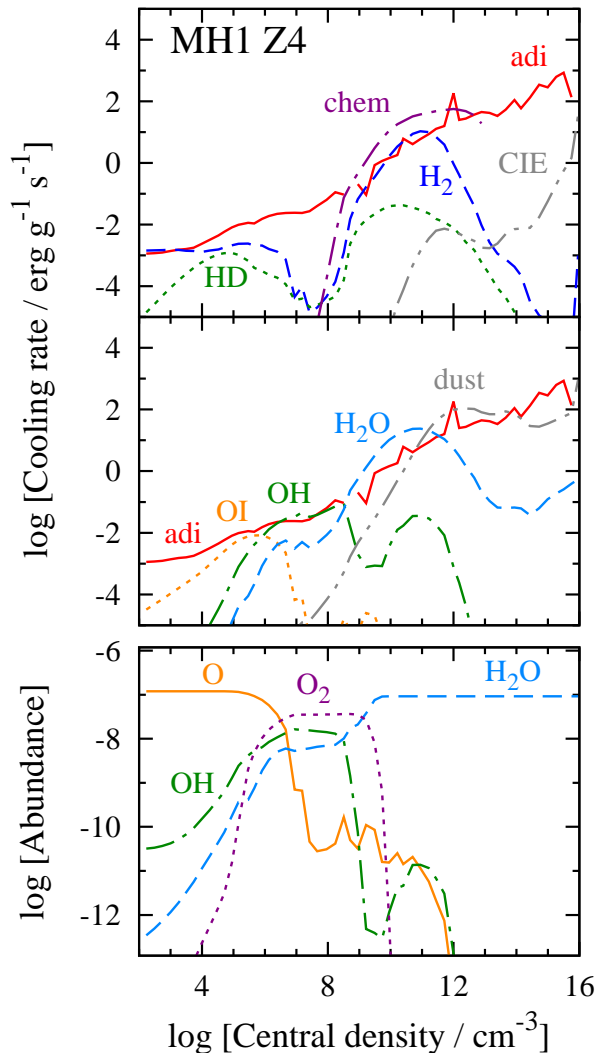 MH1 Z4
adi
chem
CIE
H2
HD
4
2
0
-2
-4
log [Cooling rate / erg g-1 s-1]
dust
H2O
OH
OI
adi
4
2
0
-2
-4
-6
O
O2
H2O
-8
OH
-10
-12
log [Abundance]
4 8 12 16
log [Central density / cm-3]